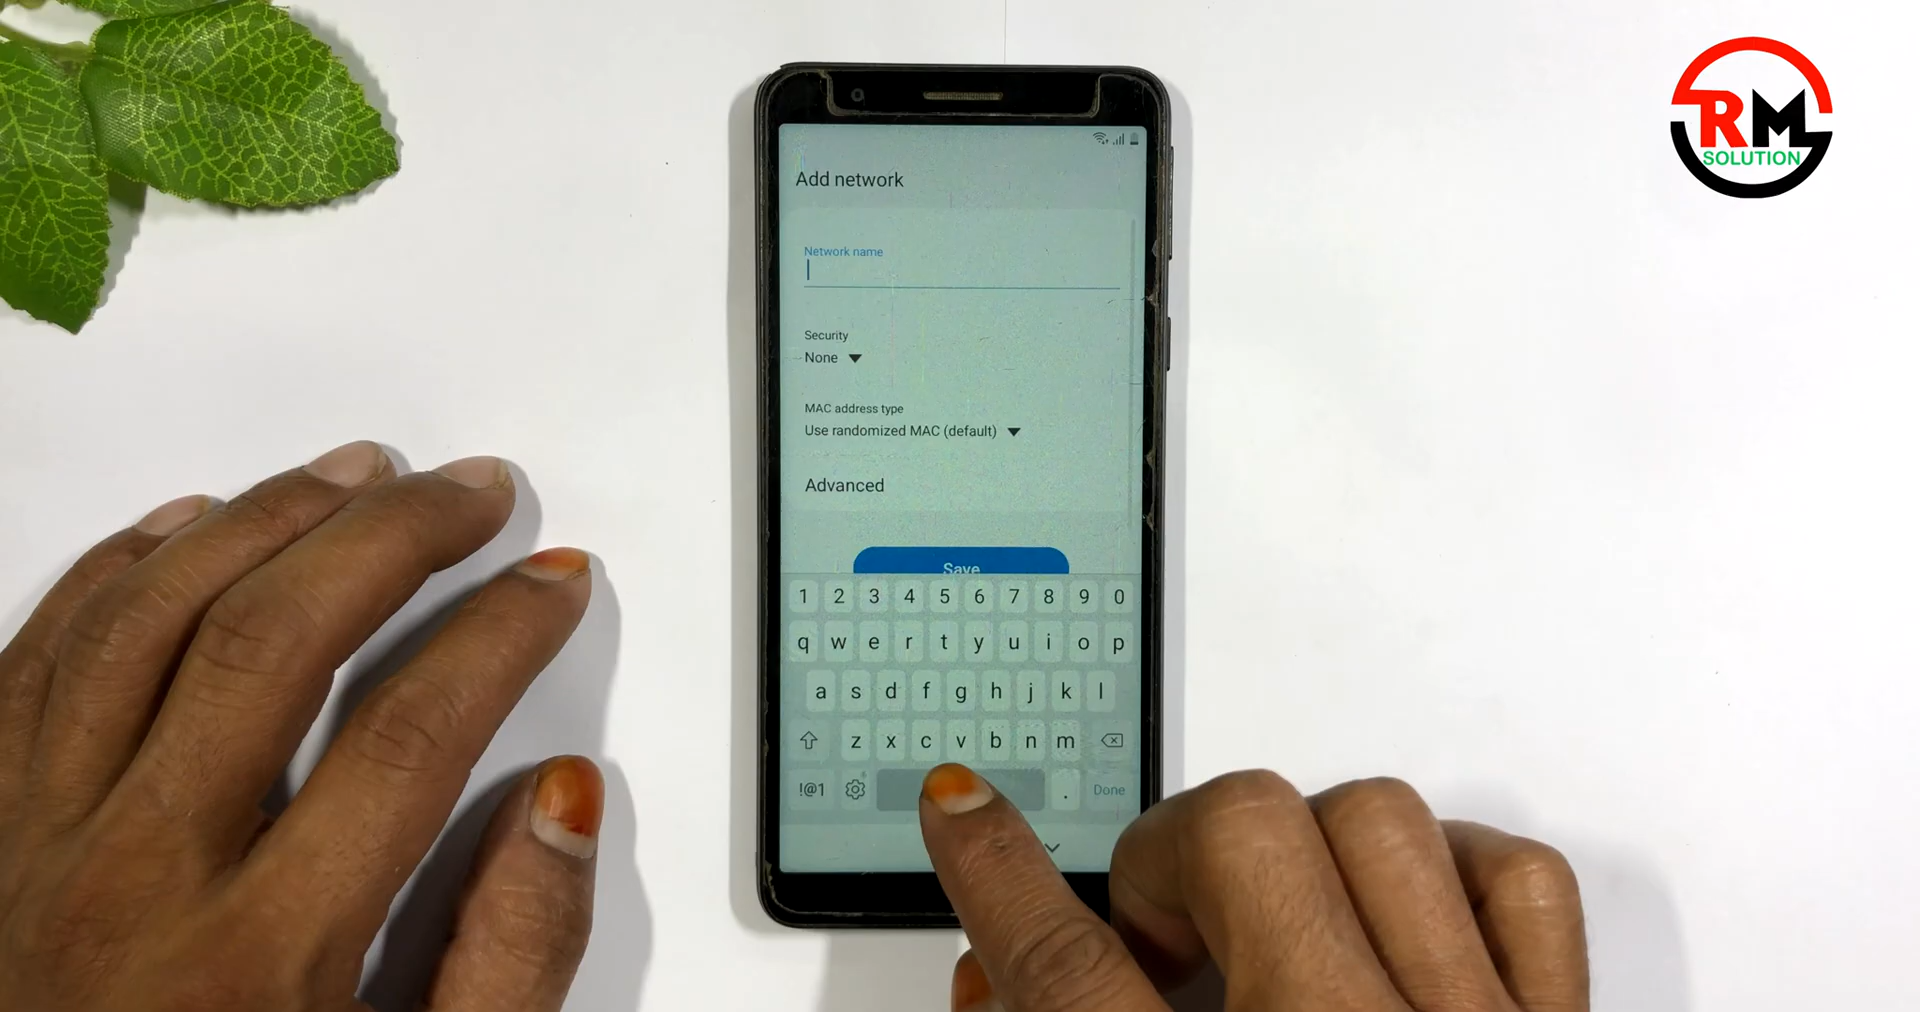 Add network
Network name
Security
None
MAC address type
Use randomized MAC (default)
Advanced
Save
1 2 3 4 5 6 7 8 9 0
q w e r t y u i o p
a s d f g h j k l
z x c v b n m
!@1 . Done
RM
SOLUTION